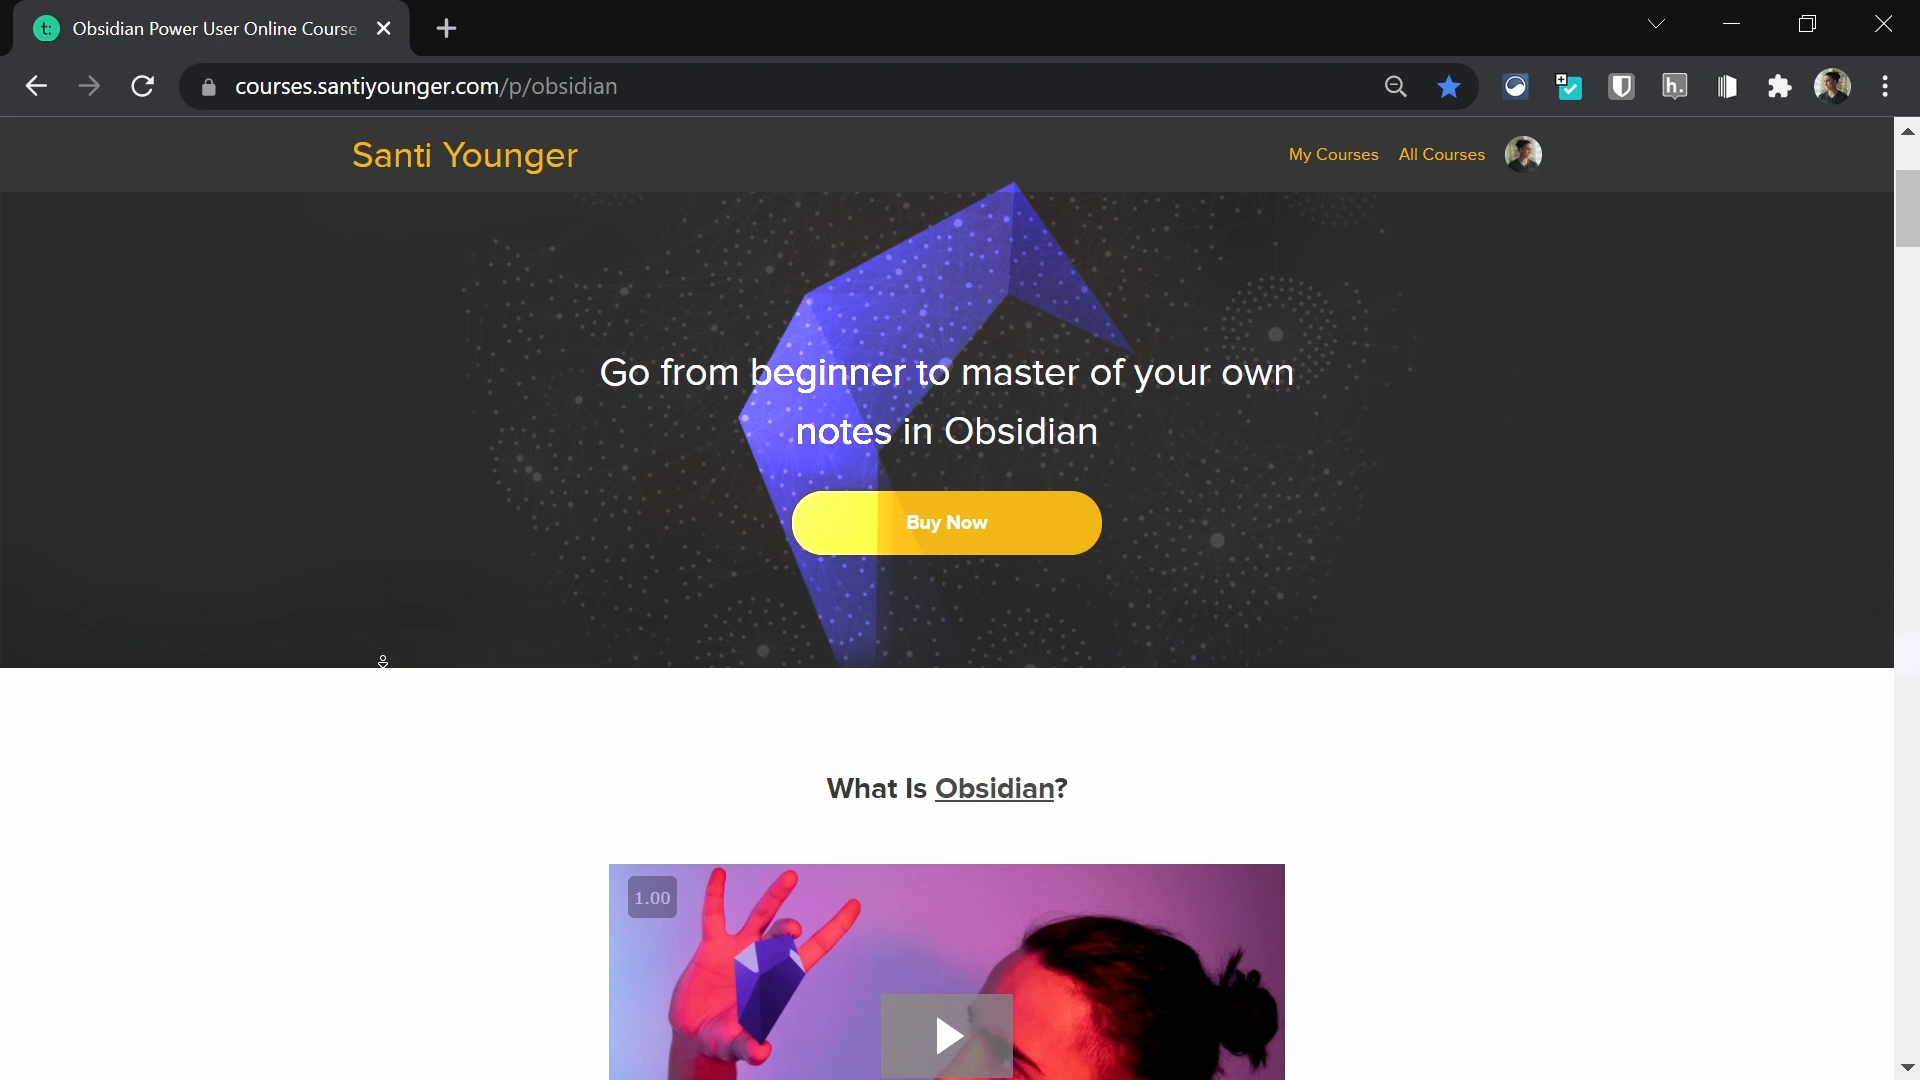 t: Obsidian Power User Online Course
courses.santiyounger.com/p/obsidian
h.
Santi Younger
My Courses All Courses
Go from beginner to master of your own
notes in Obsidian
Buy Now
What Is Obsidian?
1.00